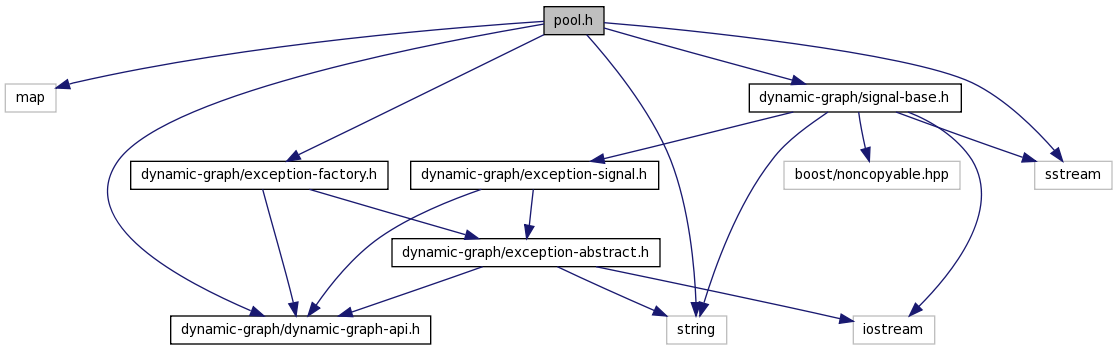 pool.h
map
dynamic-graph/signal-base.h
dynamic-graph/exception-factory.h
dynamic-graph/exception-signal.h
boost/noncopyable.hpp
sstream
dynamic-graph/exception-abstract.h
dynamic-graph/dynamic-graph-api.h
string
iostream